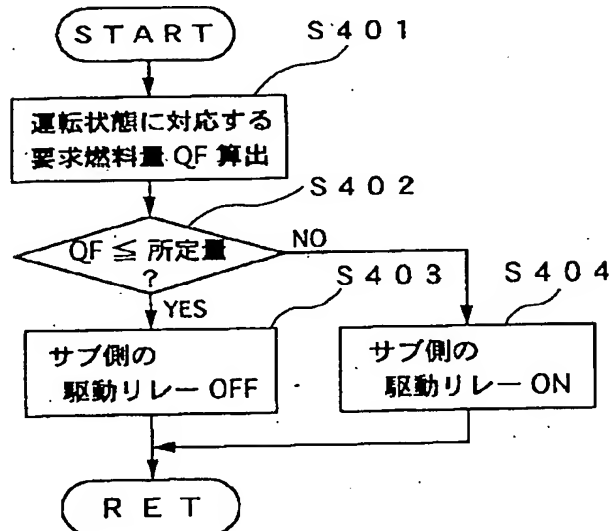 START
S401
運転状態に対応する
要求燃料量 QF 算出
S402
QF ≦ 所定量
?
NO
YES
S403
S404
サブ側の
駆動リレー OFF
サブ側の
駆動リレー ON
RET